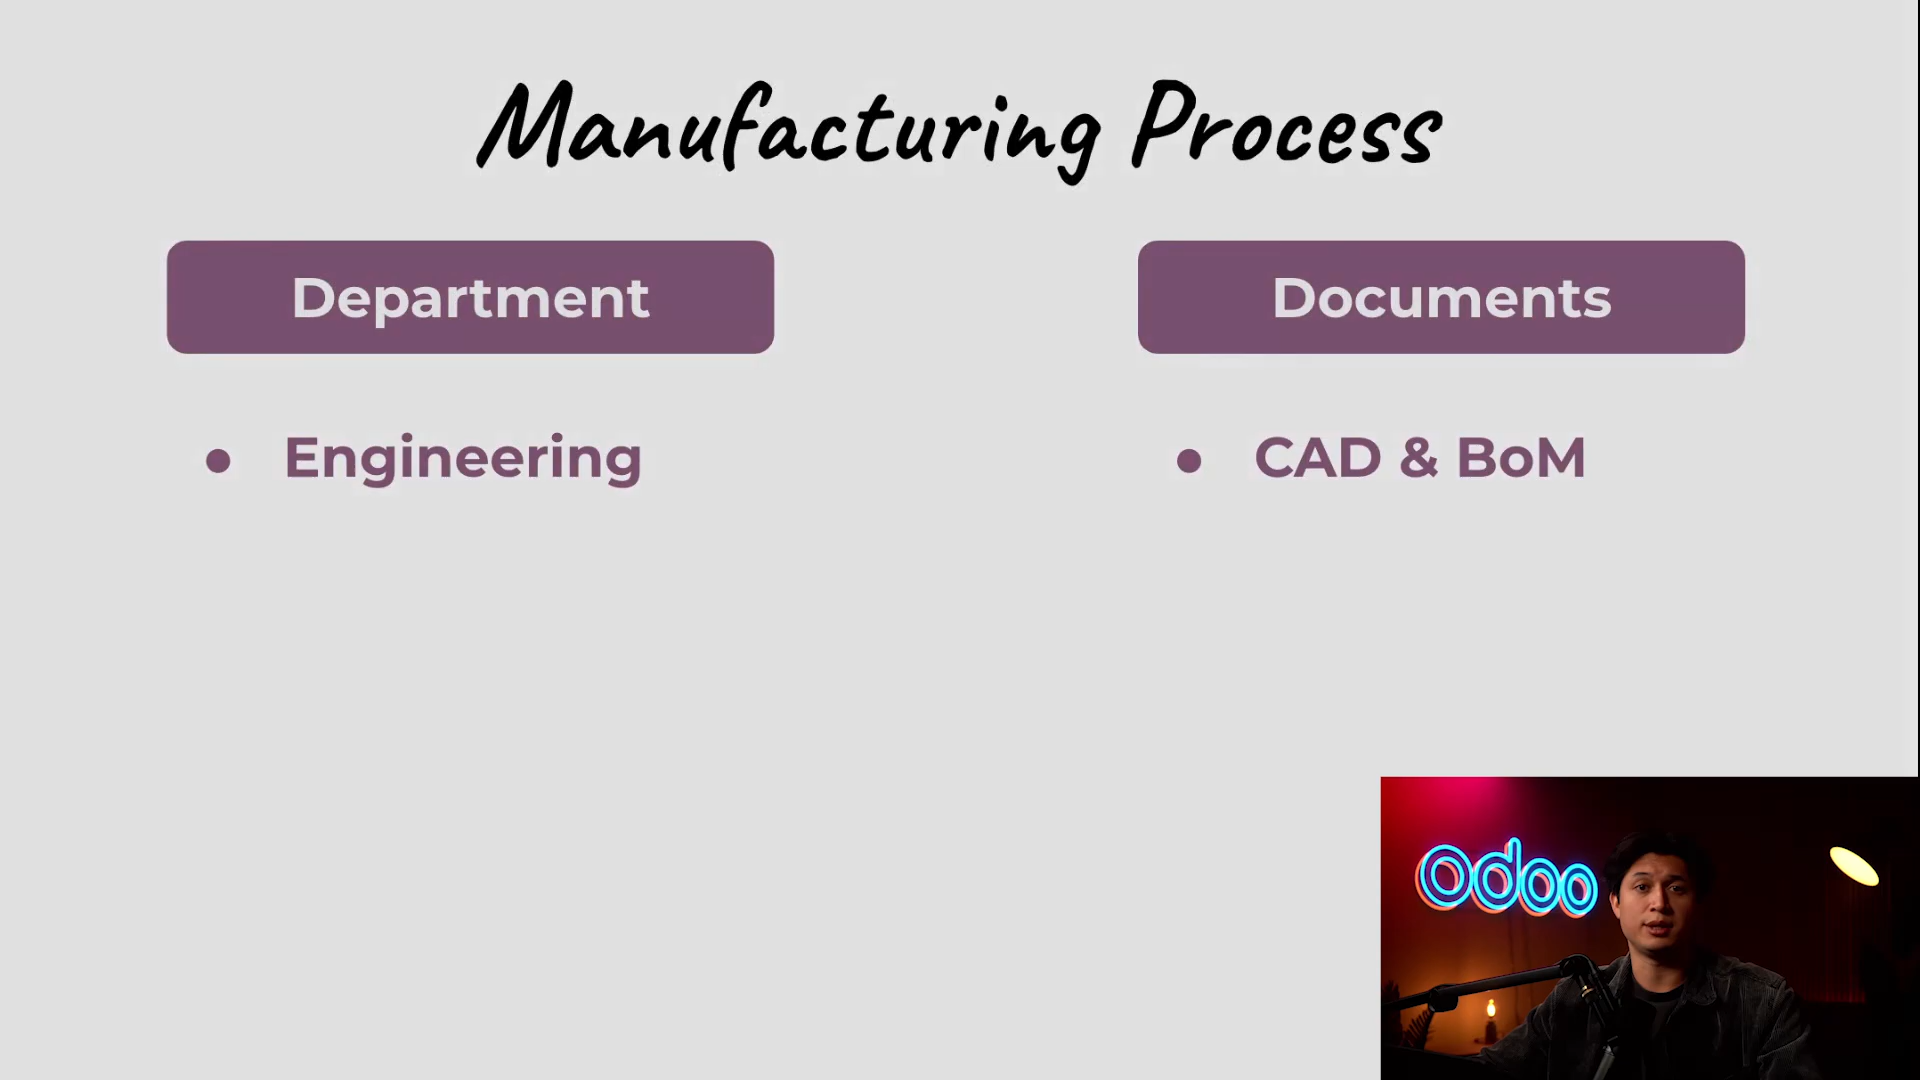 Manufacturing Process
Department
Documents
• Engineering
• CAD & BoM
odoo